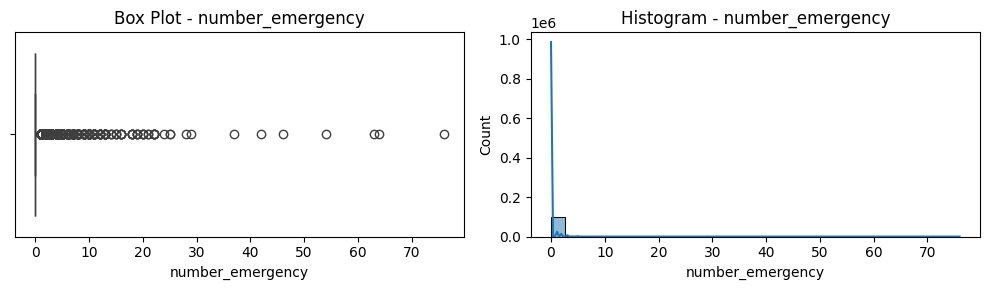 Box Plot - number_emergency
0 10 20 30 40 50 60 70
number_emergency
Histogram - number_emergency
1e6
1.0
0.8
0.6
0.4
0.2
0.0
Count
0 10 20 30 40 50 60 70
number_emergency